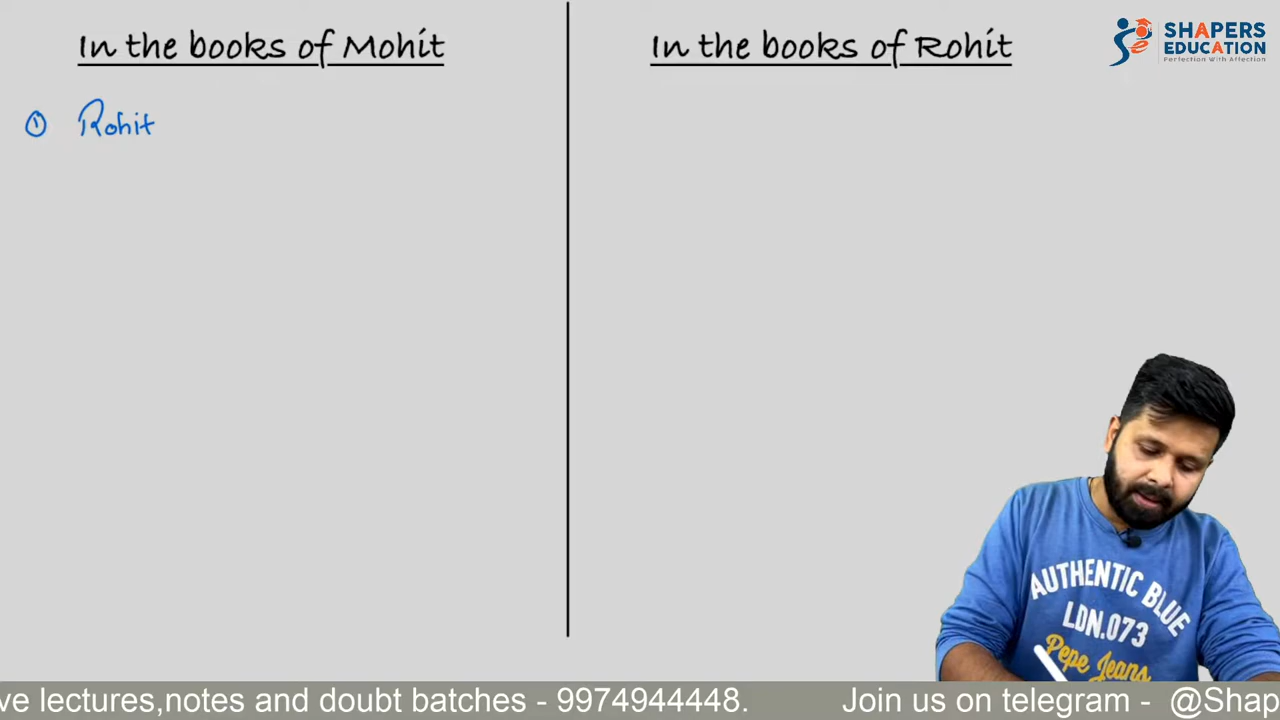 In the books of Mohit
In the books of Rohit
SHAPERS
EDUCATION
Perfection With Affection
① Rohit
AUTHENTIC BLUE
LDN.073
Pepe Jeans
ve lectures,notes and doubt batches - 9974944448. Join us on telegram - @Shap